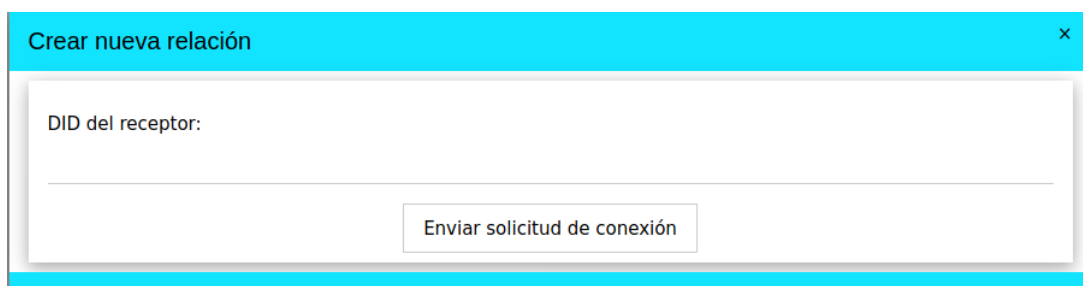 Crear nueva relación
×
DID del receptor:
Enviar solicitud de conexión